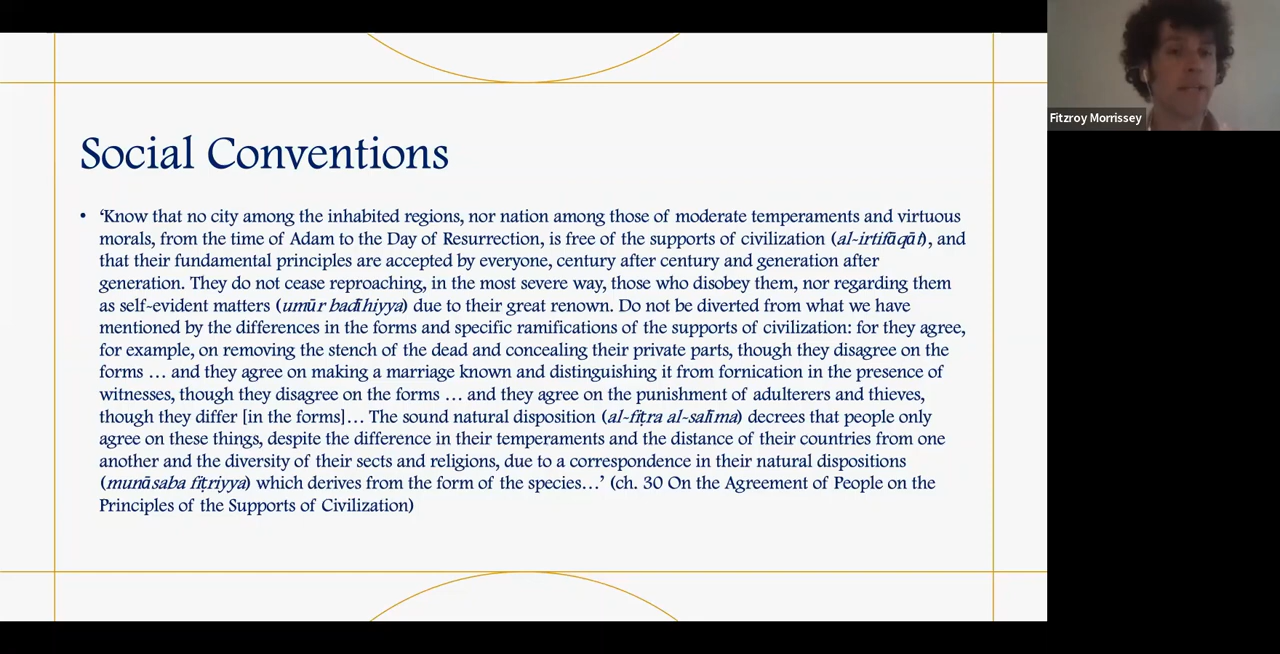 Social Conventions
• ‘Know that no city among the inhabited regions, nor nation among those of moderate temperaments and virtuous
morals, from the time of Adam to the Day of Resurrection, is free of the supports of civilization (al-irtifāqāt), and
that their fundamental principles are accepted by everyone, century after century and generation after
generation. They do not cease reproaching, in the most severe way, those who disobey them, nor regarding them
as self-evident matters (umūr badīhiyya) due to their great renown. Do not be diverted from what we have
mentioned by the differences in the forms and specific ramifications of the supports of civilization: for they agree,
for example, on removing the stench of the dead and concealing their private parts, though they disagree on the
forms … and they agree on making a marriage known and distinguishing it from fornication in the presence of
witnesses, though they disagree on the forms … and they agree on the punishment of adulterers and thieves,
though they differ [in the forms]… The sound natural disposition (al-fiṭra al-salīma) decrees that people only
agree on these things, despite the difference in their temperaments and the distance of their countries from one
another and the diversity of their sects and religions, due to a correspondence in their natural dispositions
(munāsaba fiṭriyya) which derives from the form of the species…’ (ch. 30 On the Agreement of People on the
Principles of the Supports of Civilization)
Fitzroy Morrissey